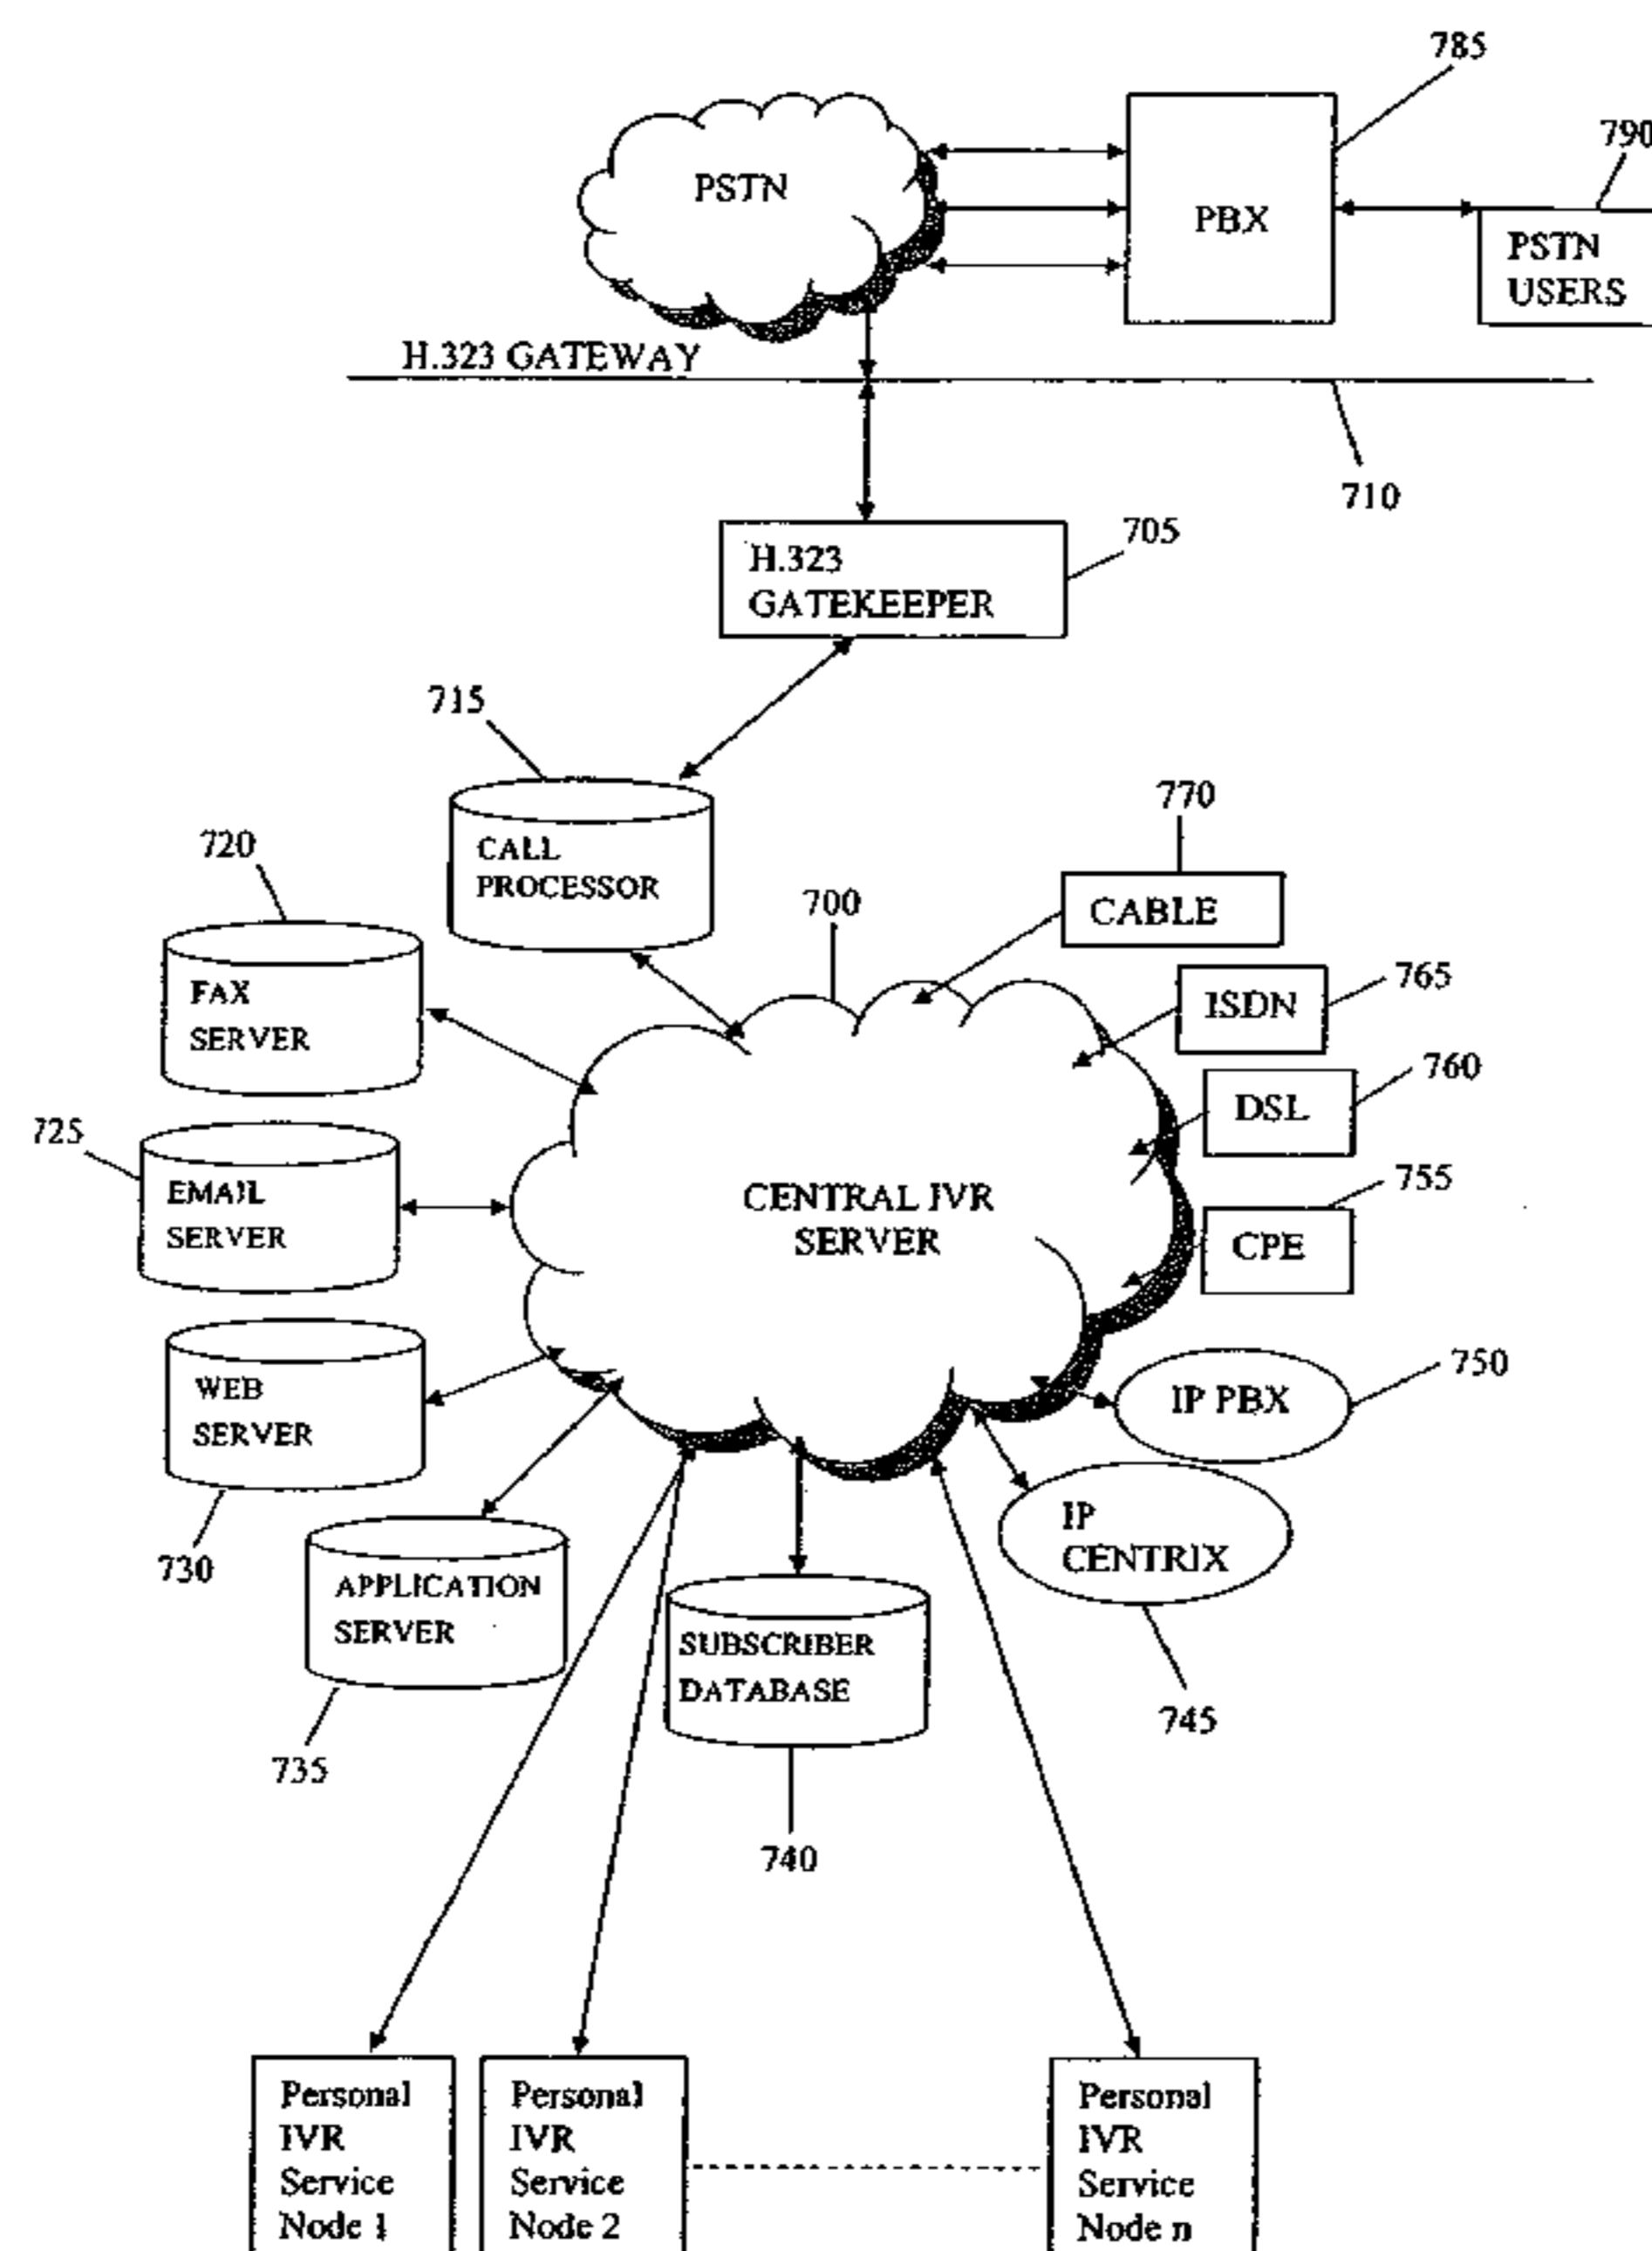 785
790
PSTN
PBX
PSTN
USERS
H.323 GATEWAY
710
705
H.323
GATEKEEPER
715
770
CALL
PROCESSOR
720
700
CABLE
FAX
SERVER
765
ISDN
760
DSL
725
EMAIL
SERVER
755
CENTRAL IVR
SERVER
CPE
750
WEB
SERVER
IP PBX
730
IP
CENTRIX
APPLICATION
SERVER
SUBSCRIBER
DATABASE
745
735
740
Personal
IVR
Service
Node 1
Personal
IVR
Service
Node 2
Personal
IVR
Service
Node n